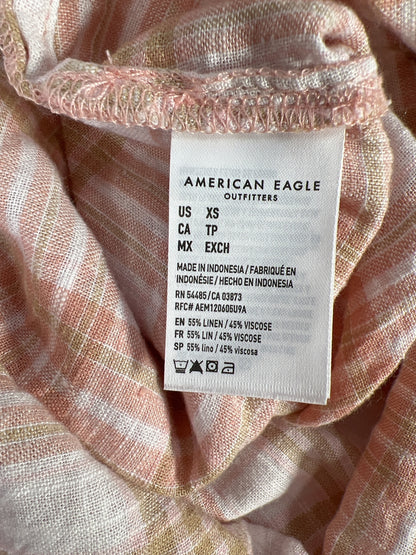 AMERICAN EAGLE
OUTFITTERS
US XS
CA TP
MX EXCH
MADE IN INDONESIA / FABRIQUÉ EN
INDONÉSIE / HECHO EN INDONESIA
RN 54485/CA 03873
RFC# AEM120605U9A
EN 55% LINEN / 45% VISCOSE
FR 55% LIN / 45% VISCOSE
SP 55% lino / 45% viscosa